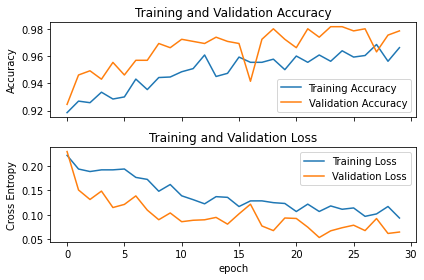 Training and Validation Accuracy
Accuracy
0.98
0.96
0.94
0.92
Training Accuracy
Validation Accuracy
Training and Validation Loss
Cross Entropy
0.20
0.15
0.10
0.05
Training Loss
Validation Loss
0 5 10 15 20 25 30
epoch